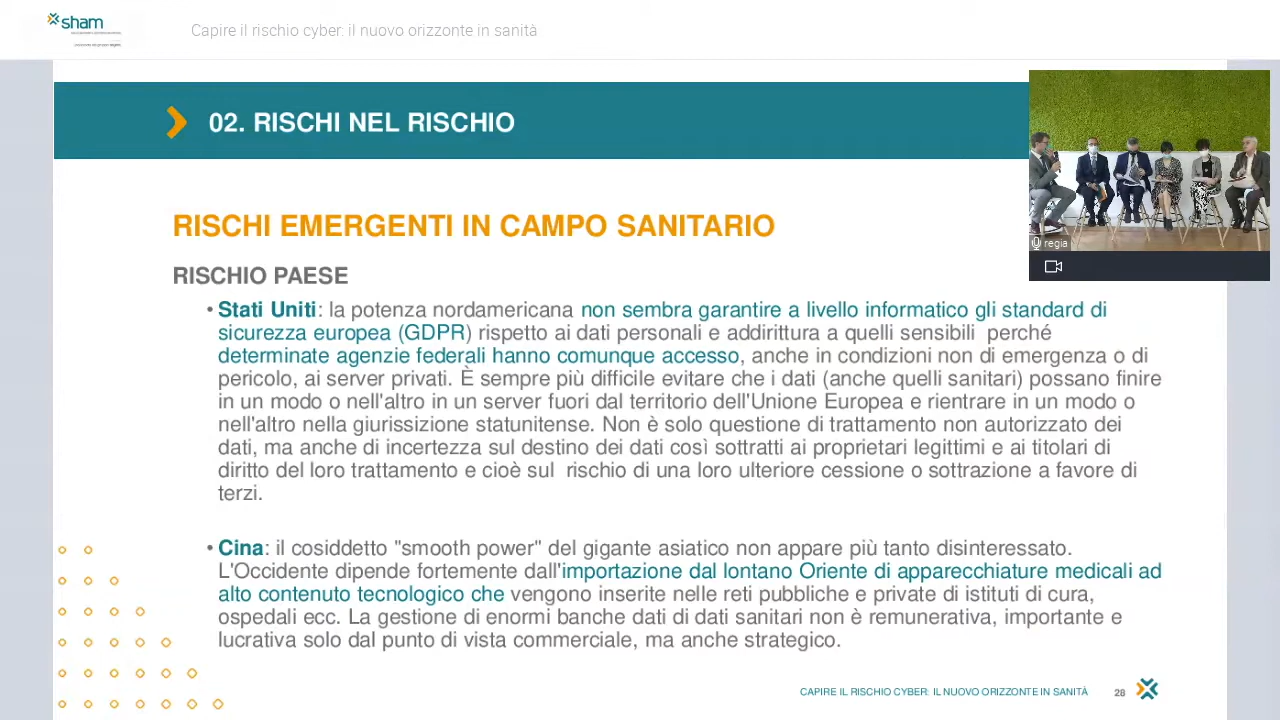 sham
Capire il rischio cyber: il nuovo orizzonte in sanità
02. RISCHI NEL RISCHIO
regia
RISCHI EMERGENTI IN CAMPO SANITARIO
RISCHIO PAESE
• Stati Uniti: la potenza nordamericana non sembra garantire a livello informatico gli standard di
sicurezza europea (GDPR) rispetto ai dati personali e addirittura a quelli sensibili perché
determinate agenzie federali hanno comunque accesso, anche in condizioni non di emergenza o di
pericolo, ai server privati. È sempre più difficile evitare che i dati (anche quelli sanitari) possano finire
in un modo o nell'altro in un server fuori dal territorio dell'Unione Europea e rientrare in un modo o
nell'altro nella giurissizione statunitense. Non è solo questione di trattamento non autorizzato dei
dati, ma anche di incertezza sul destino dei dati così sottratti ai proprietari legittimi e ai titolari di
diritto del loro trattamento e cioè sul rischio di una loro ulteriore cessione o sottrazione a favore di
terzi.
• Cina: il cosiddetto "smooth power" del gigante asiatico non appare più tanto disinteressato.
L'Occidente dipende fortemente dall'importazione dal lontano Oriente di apparecchiature medicali ad
alto contenuto tecnologico che vengono inserite nelle reti pubbliche e private di istituti di cura,
ospedali ecc. La gestione di enormi banche dati di dati sanitari non è remunerativa, importante e
lucrativa solo dal punto di vista commerciale, ma anche strategico.
CAPIRE IL RISCHIO CYBER: IL NUOVO ORIZZONTE IN SANITÀ 28